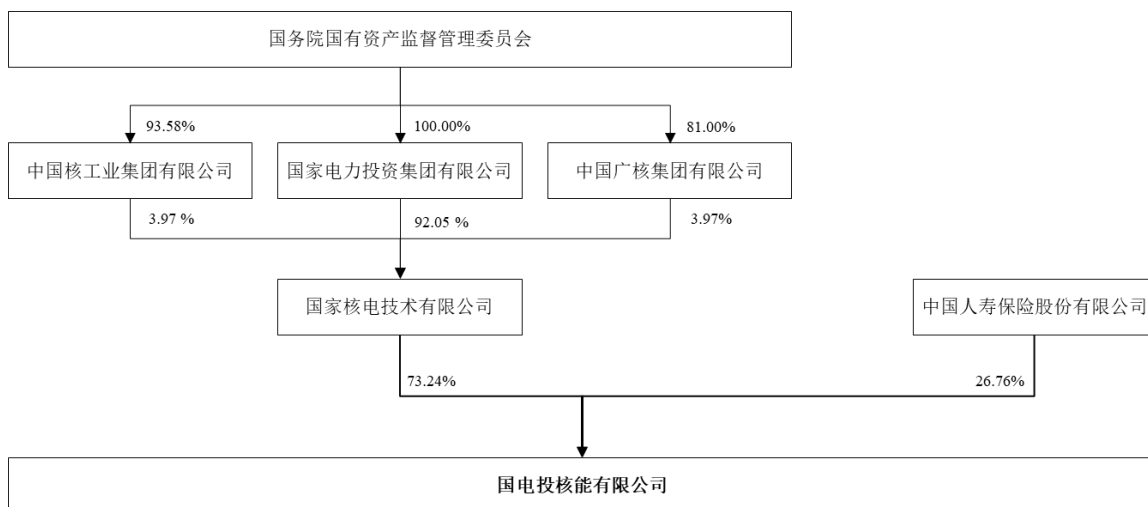 国务院国有资产监督管理委员会
93.58%
100.00%
81.00%
中国核工业集团有限公司
国家电力投资集团有限公司
中国广核集团有限公司
3.97 %
92.05 %
3.97%
国家核电技术有限公司
中国人寿保险股份有限公司
73.24%
26.76%
国电投核能有限公司